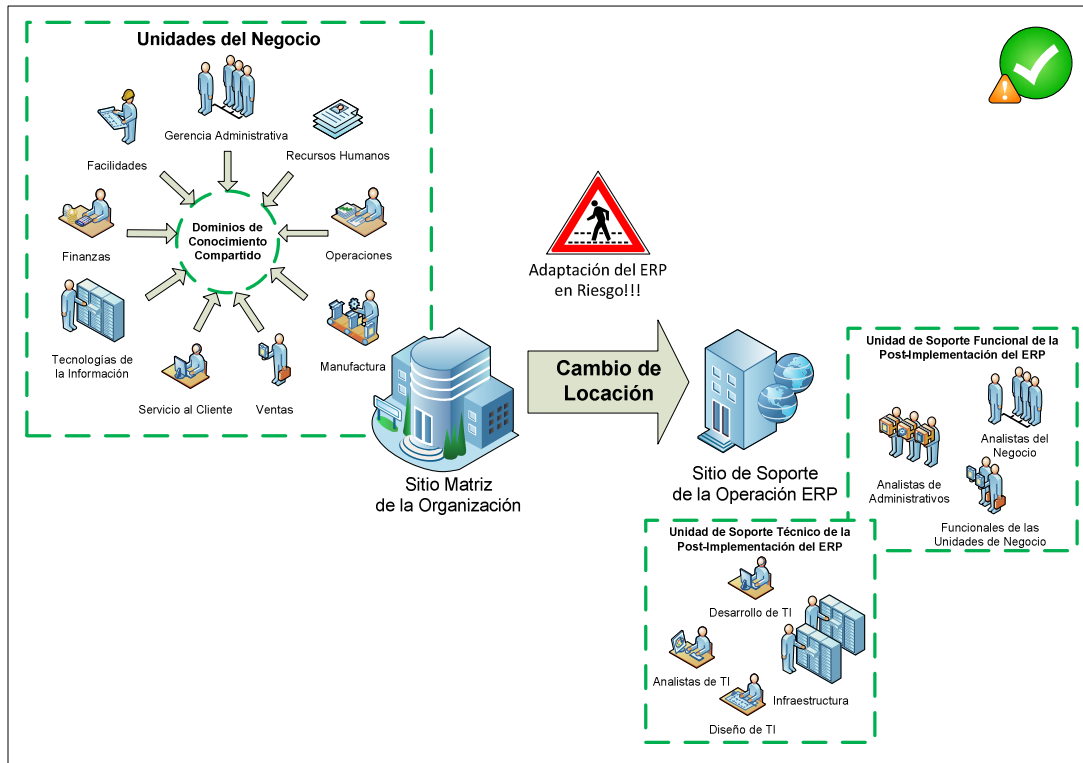 Unidades del Negocio
Gerencia Administrativa
Facilidades
Recursos Humanos
Finanzas
Dominios de
Conocimiento
Compartido
Operaciones
Tecnologías de
la Información
Manufactura
Servicio al Cliente
Ventas
Sitio Matriz
de la Organización
Adaptación del ERP
en Riesgo!!!
Cambio de
Locación
Sitio de Soporte
de la Operación ERP
Unidad de Soporte Funcional de la
Post-Implementación del ERP
Analistas del
Negocio
Analistas de
Administrativos
Funcionales de las
Unidades de Negocio
Unidad de Soporte Técnico de la
Post-Implementación del ERP
Desarrollo de TI
Analistas de TI
Infraestructura
Diseño de TI